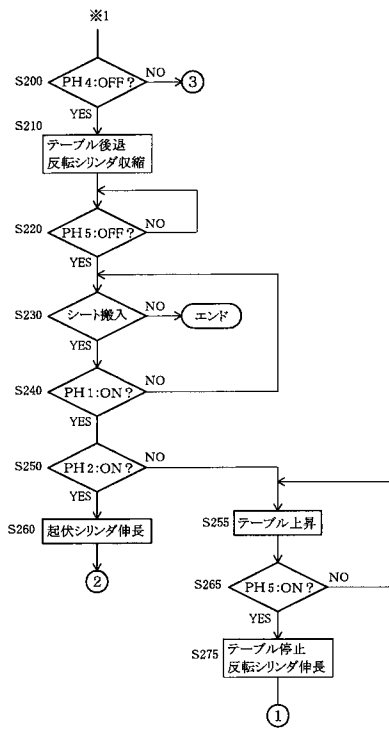 ※1
S200 PH4:OFF? NO ③
YES
S210
テーブル後退
反転シリンダ収縮
S220 PH5:OFF? NO
YES
S230 シート搬入 NO エンド
YES
S240 PH1:ON? NO
YES
S250 PH2:ON? NO
YES
S260 起伏シリンダ伸長
②
S255 テーブル上昇
S265 PH5:ON? NO
YES
S275 テーブル停止
反転シリンダ伸長
①